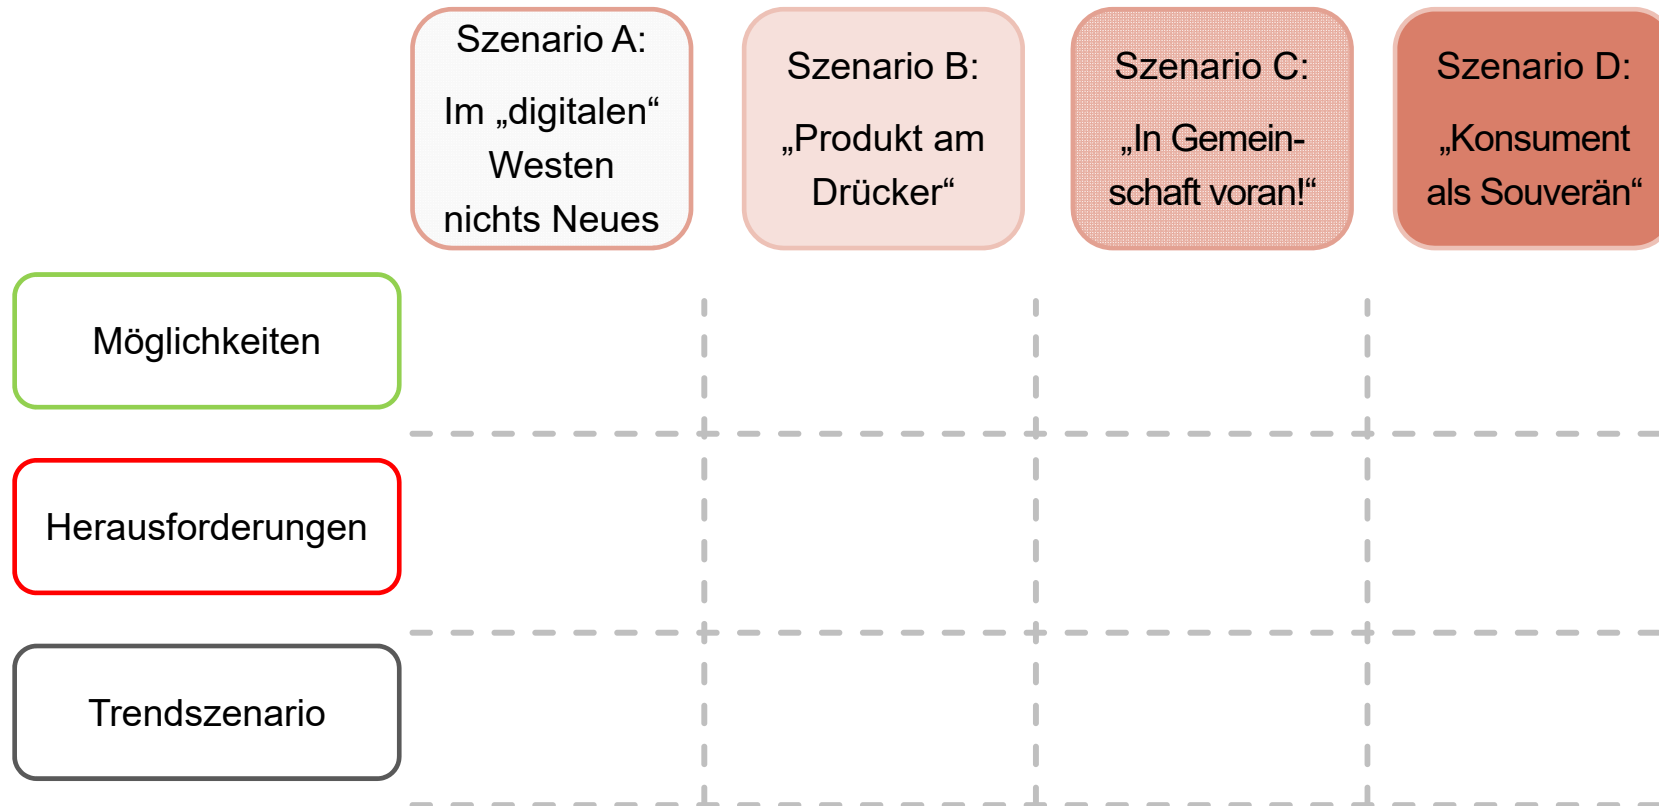 Szenario A:
Im „digitalen“
Westen
nichts Neues
Szenario B:
„Produkt am
Drücker“
Szenario C:
„In Gemein-
schaft voran!“
Szenario D:
„Konsument
als Souverän“
Möglichkeiten
Herausforderungen
Trendszenario